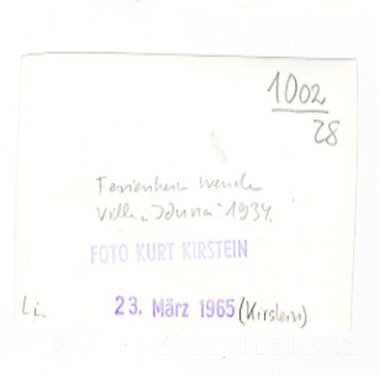 1002
28
Ferienheim Wende
Villa "Iduna" 1934.
FOTO KURT KIRSTEIN
Li. 23. März 1965 (Kirstein)